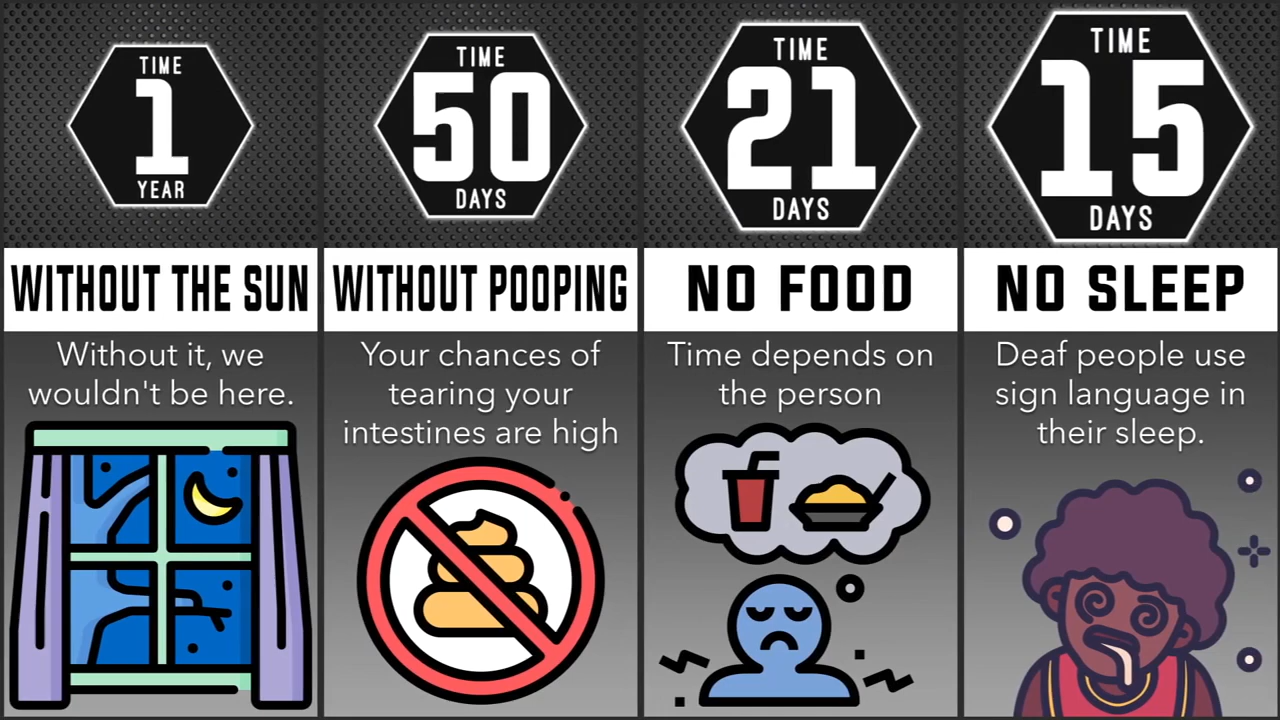 TIME
1
YEAR
WITHOUT THE SUN
Without it, we
wouldn't be here.
TIME
50
DAYS
WITHOUT POOPING
Your chances of
tearing your
intestines are high
TIME
21
DAYS
NO FOOD
Time depends on
the person
TIME
15
DAYS
NO SLEEP
Deaf people use
sign language in
their sleep.